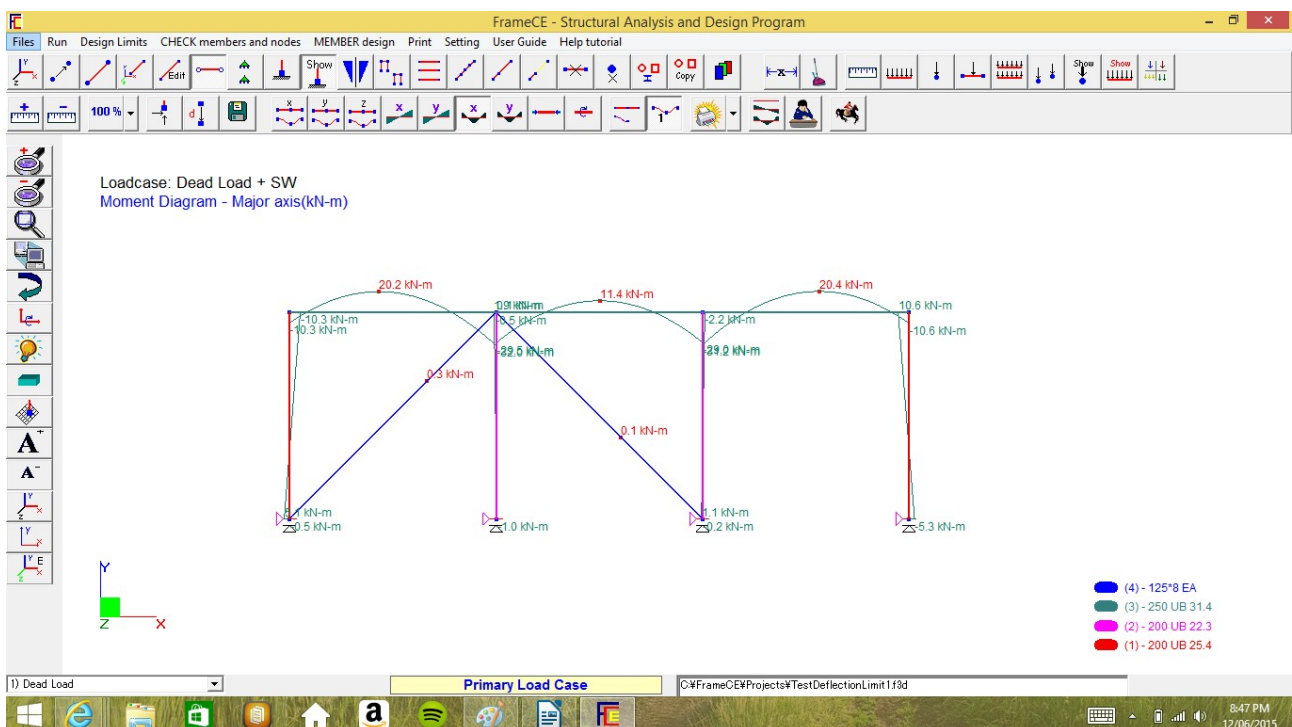 FrameCE - Structural Analysis and Design Program
Files Run Design Limits CHECK members and nodes MEMBER design Print Setting User Guide Help tutorial
Edit Show Copy Show Show
100 %
Loadcase: Dead Load + SW
Moment Diagram - Major axis(kN-m)
20.2 kN-m
11.4 kN-m
20.4 kN-m
10.6 kN-m
-10.3 kN-m
-10.3 kN-m
-2.2 kN-m
-10.6 kN-m
0.3 kN-m
0.1 kN-m
1.1 kN-m
0.5 kN-m
1.0 kN-m
0.2 kN-m
-5.3 kN-m
Y
Z X
(4) - 125*8 EA
(3) - 250 UB 31.4
(2) - 200 UB 22.3
(1) - 200 UB 25.4
1) Dead Load
Primary Load Case
C:¥FrameCE¥Projects¥TestDeflectionLimit1.f3d
8:47 PM
12/06/2015